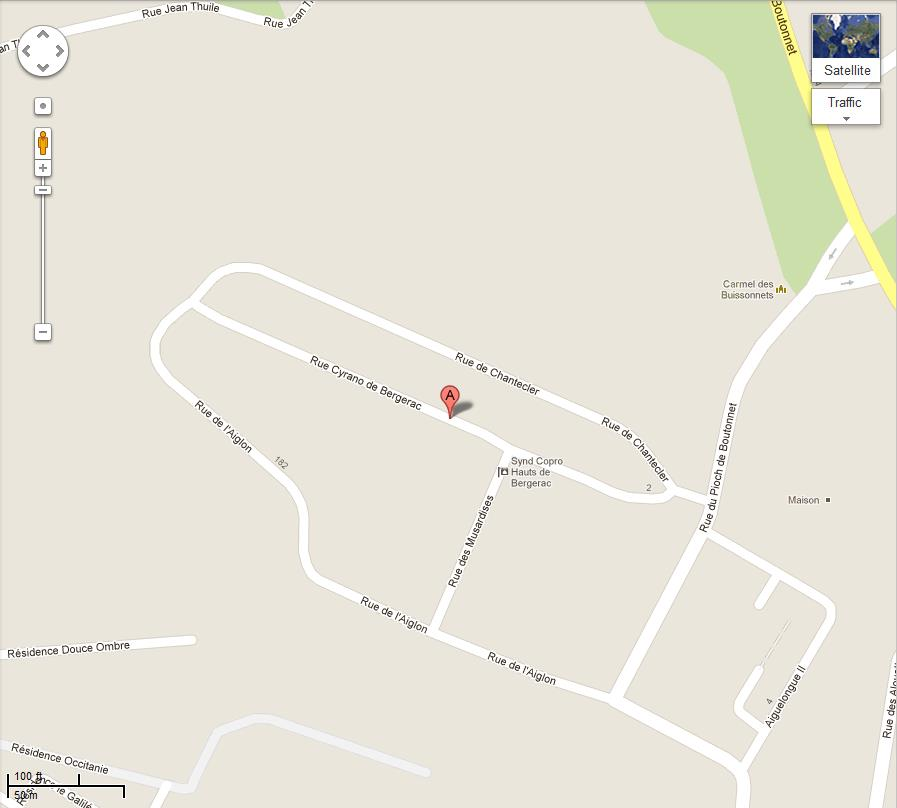 Rue Jean Thuile
Rue Jean T
Boutonnet
Satellite
Traffic
Carmel des
Buissonnets
Rue de Chantecler
Rue Cyrano de Bergerac
A
Rue de Chantecler
Rue de l'Aiglon
182
Synd Copro
Hauts de
Bergerac
2
Rue du Pioch de Boutonnet
Maison
Rue des Musardises
Rue de l'Aiglon
Rue de l'Aiglon
Résidence Douce Ombre
4
Aiguelongue II
Rue des Alou
Résidence Occitanie
100 ft
50 m